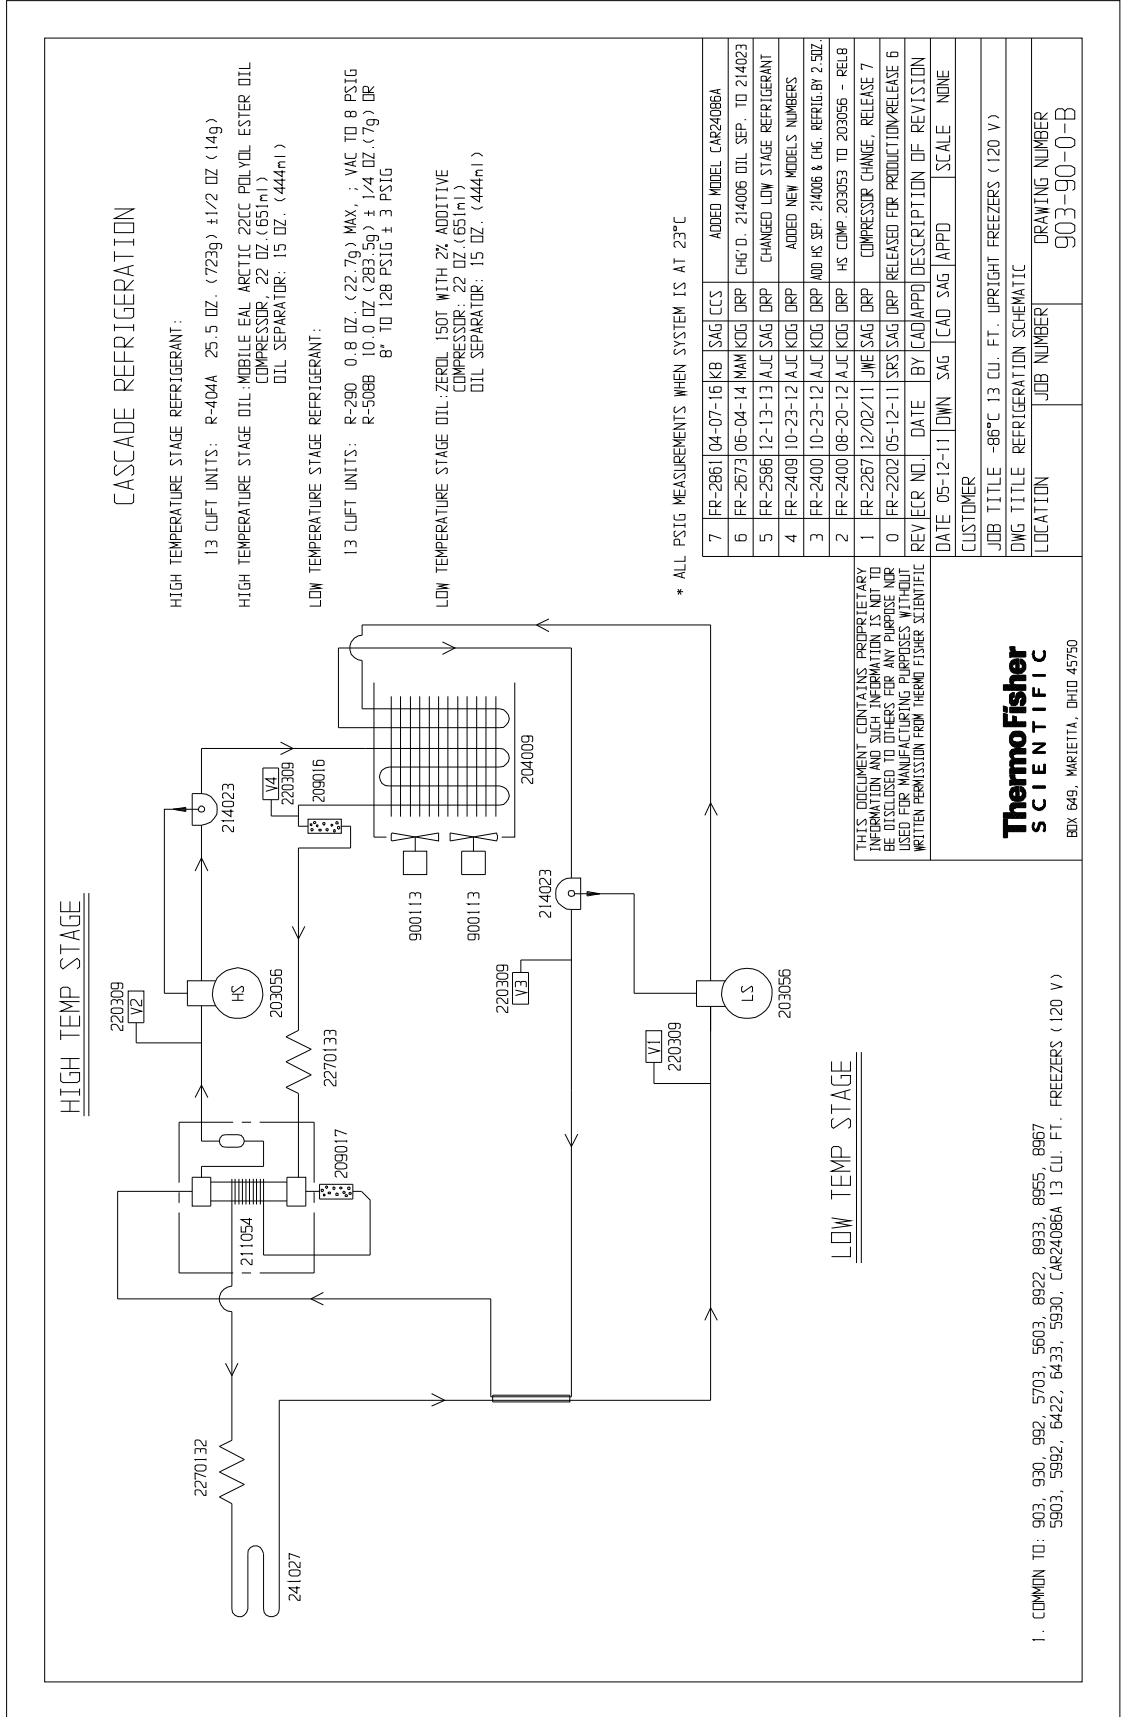 HIGH TEMP STAGE
CASCADE REFRIGERATION
HIGH TEMPERATURE STAGE REFRIGERANT:
13 CUFT UNITS: R-404A 25.5 OZ. (723g) ±1/2 OZ (14g)
HIGH TEMPERATURE STAGE OIL:MOBILE EAL ARCTIC 22CC POLYOL ESTER OIL
COMPRESSOR, 22 OZ.(651ml)
OIL SEPARATOR: 15 OZ. (444ml)
LOW TEMPERATURE STAGE REFRIGERANT:
13 CUFT UNITS: R-290 0.8 OZ. (22.7g) MAX, ; VAC TO 8 PSIG
R-508B 10.0 OZ (283.5g) ± 1/4 OZ.(7g) OR
8" TO 128 PSIG ± 3 PSIG
LOW TEMPERATURE STAGE OIL:ZEROL 150T WITH 2% ADDITIVE
COMPRESSOR: 22 OZ.(651ml)
OIL SEPARATOR: 15 OZ. (444ml)
* ALL PSIG MEASUREMENTS WHEN SYSTEM IS AT 23°C
220309
V2
HS
203056
214023
V4
220309
209016
204009
900113
900113
2270133
209017
211054
2270132
241027
214023
220309
V3
V1
220309
LS
203056
LOW TEMP STAGE
7 FR-2861 04-07-16 KB SAG CCS ADDED MODEL CAR24086A
6 FR-2673 06-04-14 MAM KDG DRP CHG'D. 214006 OIL SEP. TO 214023
5 FR-2586 12-13-13 AJC SAG DRP CHANGED LOW STAGE REFRIGERANT
4 FR-2409 10-23-12 AJC KDG DRP ADDED NEW MODELS NUMBERS
3 FR-2400 10-23-12 AJC KDG DRP ADD HS SEP. 214006 & CHG. REFRIG.BY 2.5OZ.
2 FR-2400 08-20-12 AJC KDG DRP HS COMP.203053 TO 203056 - REL8
1 FR-2267 12/02/11 JWE SAG DRP COMPRESSOR CHANGE, RELEASE 7
0 FR-2202 05-12-11 SRS SAG DRP RELEASED FOR PRODUCTION/RELEASE 6
REV ECR NO. DATE BY CAD APPD DESCRIPTION OF REVISION
DATE 05-12-11 DWN SAG CAD SAG APPD SCALE NONE
CUSTOMER
JOB TITLE -86°C 13 CU. FT. UPRIGHT FREEZERS (120 V)
DWG TITLE REFRIGERATION SCHEMATIC
LOCATION JOB NUMBER DRAWING NUMBER
903-90-0-B
THIS DOCUMENT CONTAINS PROPRIETARY
INFORMATION AND SUCH INFORMATION IS NOT TO
BE DISCLOSED TO OTHERS FOR ANY PURPOSE NOR
USED FOR MANUFACTURING PURPOSES WITHOUT
WRITTEN PERMISSION FROM THERMO FISHER SCIENTIFIC
ThermoFisher
SCIENTIFIC
BOX 649, MARIETTA, OHIO 45750
1. COMMON TO: 903, 930, 992, 5703, 5603, 8922, 8933, 8955, 8967
5903, 5992, 6422, 6433, 5930, CAR24086A 13 CU. FT. FREEZERS (120 V)